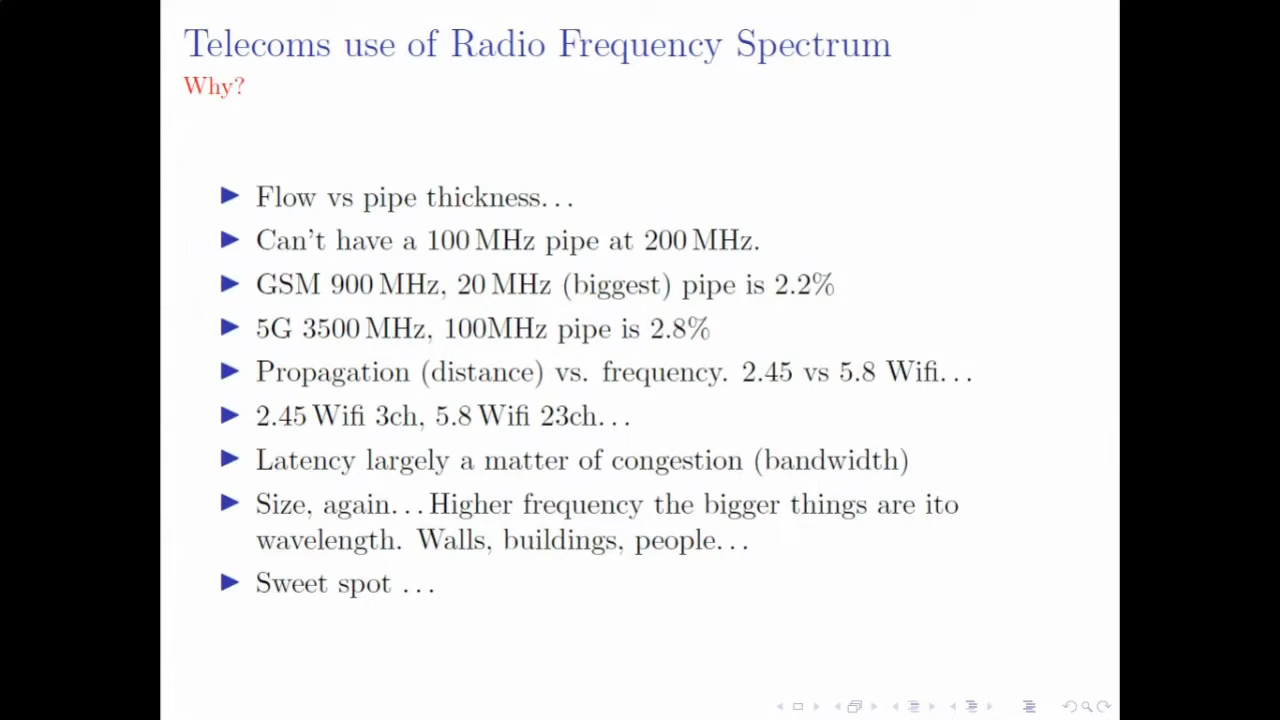 Telecoms use of Radio Frequency Spectrum
Why?
Flow vs pipe thickness...
Can't have a 100 MHz pipe at 200 MHz.
GSM 900 MHz, 20 MHz (biggest) pipe is 2.2%
5G 3500 MHz, 100MHz pipe is 2.8%
Propagation (distance) vs. frequency. 2.45 vs 5.8 Wifi...
2.45 Wifi 3ch, 5.8 Wifi 23ch...
Latency largely a matter of congestion (bandwidth)
Size, again... Higher frequency the bigger things are ito
wavelength. Walls, buildings, people...
Sweet spot ...